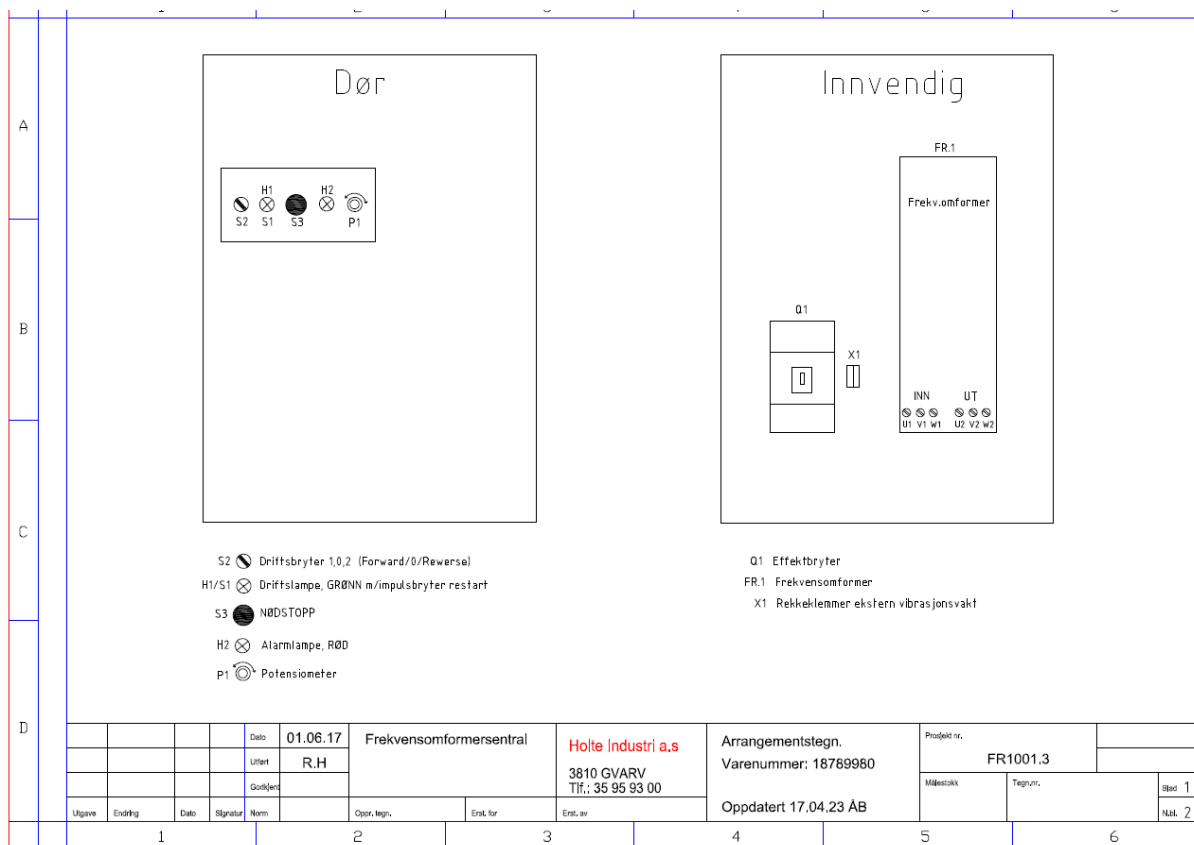 Dør
H1
H2
S2
S1
S3
P1
Innvendig
FR.1
Frekv.omformer
Q1
X1
INN
UT
U1 V1 W1
U2 V2 W2
A
B
C
D
S2 Driftsbryter 1,0,2 (Forward/0/Rewerse)
H1/S1 Driftslampe, GRØNN m/impulsbryter restart
S3 NØDSTOPP
H2 Alarmlampe, RØD
P1 Potensiometer
Q1 Effektbryter
FR.1 Frekvensomformer
X1 Rekkeklemmer ekstern vibrasjonsvakt
Dato 01.06.17
Utført R.H
Godkjent
Utgave Endring Dato Signatur Norm
Frekvensomformersentral
Oppr. tegn. Erst. for Erst. av
Holte Industri a.s
3810 GVARV
Tlf.: 35 95 93 00
Arrangementstegn.
Varenummer: 18789980
Oppdatert 17.04.23 ÅB
Prosjekt nr.
FR1001.3
Målestokk Tegn.nr.
Blad 1
N.bl. 2
1 2 3 4 5 6